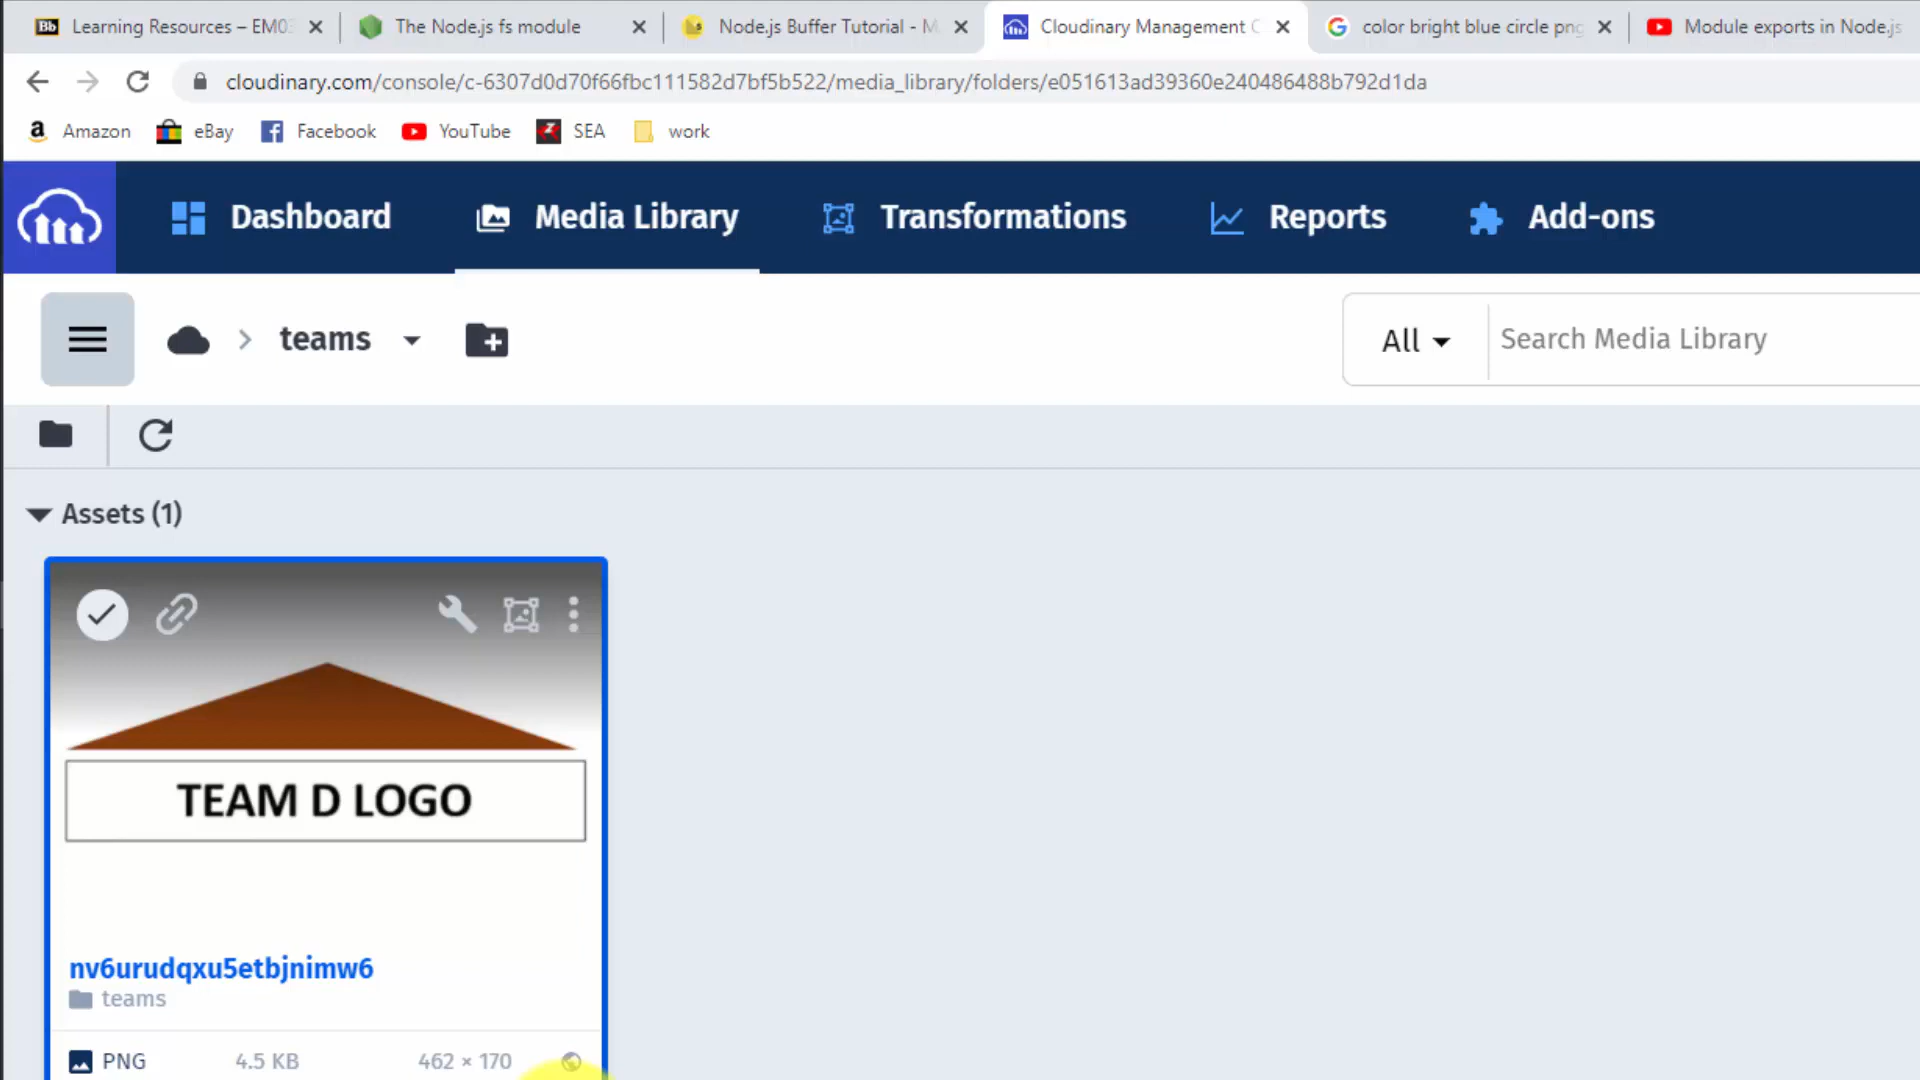 Bb Learning Resources – EM03
The Node.js fs module
Node.js Buffer Tutorial - M
Cloudinary Management C
color bright blue circle png
Module exports in Node.js
cloudinary.com/console/c-6307d0d70f66fbc111582d7bf5b522/media_library/folders/e051613ad39360e240486488b792d1da
Amazon eBay Facebook YouTube SEA work
Dashboard Media Library Transformations Reports Add-ons
teams
All Search Media Library
Assets (1)
TEAM D LOGO
nv6urudqxu5etbjnimw6
teams
PNG 4.5 KB 462 × 170